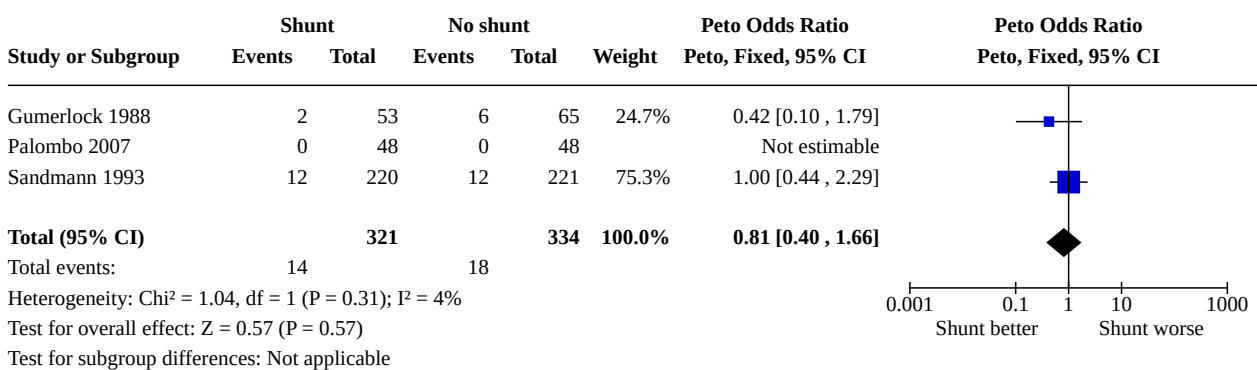 Shunt No shunt Peto Odds Ratio Peto Odds Ratio
Study or Subgroup Events Total Events Total Weight Peto, Fixed, 95% CI Peto, Fixed, 95% CI
Gumerlock 1988 2 53 6 65 24.7% 0.42 [0.10 , 1.79]
Palombo 2007 0 48 0 48 Not estimable
Sandmann 1993 12 220 12 221 75.3% 1.00 [0.44 , 2.29]
Total (95% CI) 321 334 100.0% 0.81 [0.40 , 1.66]
Total events: 14 18
Heterogeneity: Chi² = 1.04, df = 1 (P = 0.31); I² = 4%
0.001 0.1 1 10 1000
Test for overall effect: Z = 0.57 (P = 0.57)
Shunt better Shunt worse
Test for subgroup differences: Not applicable